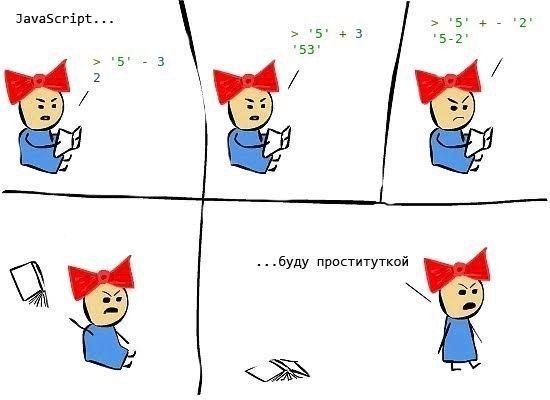 JavaScript...
> '5' - 3
2
> '5' + 3
'53'
> '5' + - '2'
'5-2'
...буду проституткой